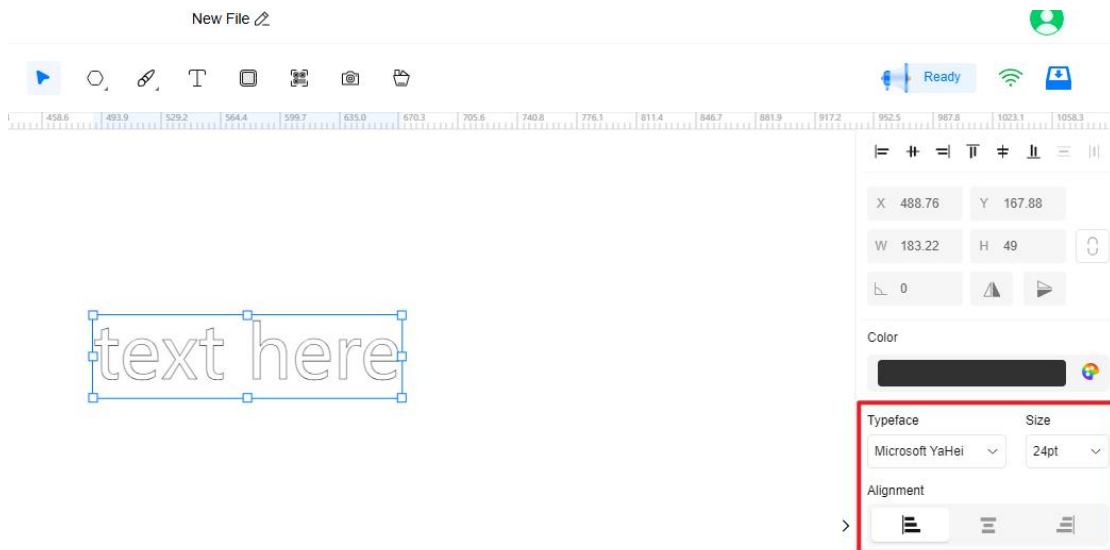 New File
Ready
458.6 493.9 529.2 564.4 599.7 635.0 670.3 705.6 740.8 776.1 811.4 846.7 881.9 917.2 952.5 987.8 1023.1 1058.3
X 488.76 Y 167.88
W 183.22 H 49
0
text here
Color
Typeface Size
Microsoft YaHei 24pt
Alignment